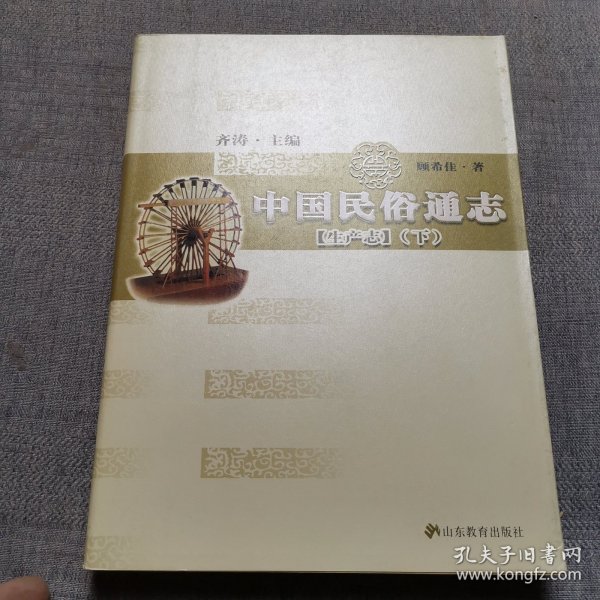 齐涛·主编
顾希佳·著
中国民俗通志
【生产志】（下）
山东教育出版社
孔夫子旧书网
www.kongfz.com